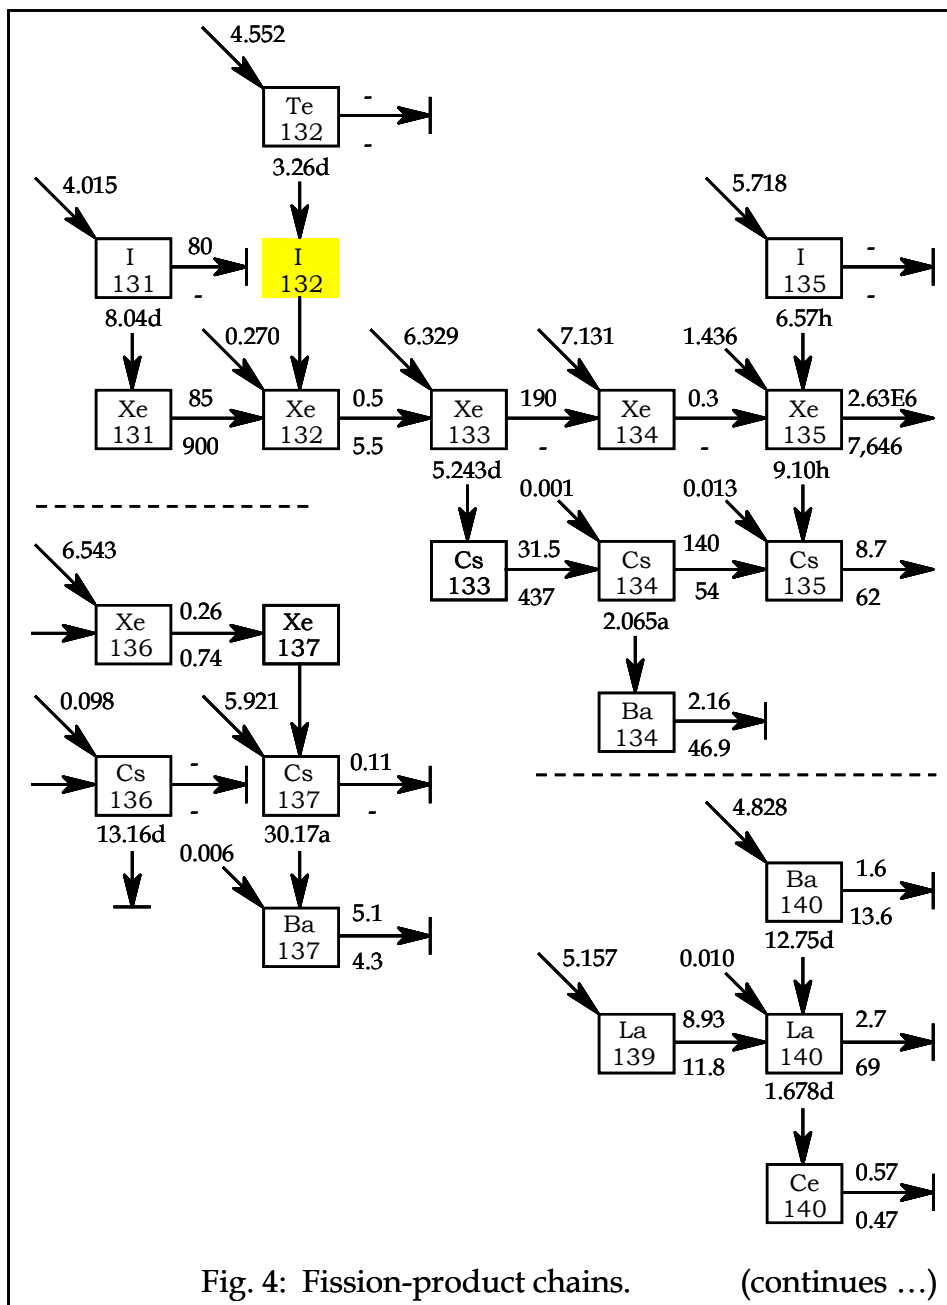 4.552
Te
132
-
-
3.26d
4.015
5.718
I
131
80
-
I
132
I
135
-
-
8.04d
6.57h
0.270
6.329
7.131
1.436
Xe
131
85
900
Xe
132
0.5
5.5
Xe
133
190
-
Xe
134
0.3
-
Xe
135
2.63E6
7,646
5.243d
9.10h
0.001
0.013
Cs
133
31.5
437
Cs
134
140
54
Cs
135
8.7
62
2.065a
Ba
134
2.16
46.9
6.543
Xe
136
0.26
0.74
Xe
137
0.098
5.921
Cs
136
-
-
Cs
137
0.11
-
13.16d
30.17a
0.006
Ba
137
5.1
4.3
4.828
Ba
140
1.6
13.6
12.75d
5.157
0.010
La
139
8.93
11.8
La
140
2.7
69
1.678d
Ce
140
0.57
0.47
Fig. 4: Fission-product chains. (continues …)